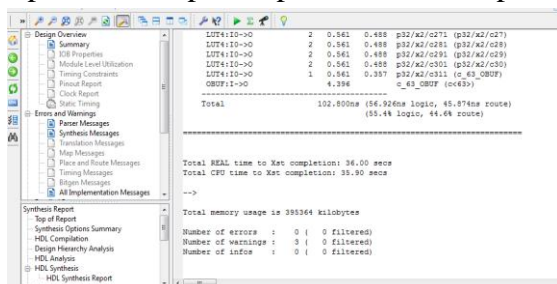 Design Overview
Summary
IOB Properties
Module Level Utilization
Timing Constraints
Pinout Report
Clock Report
Static Timing
Errors and Warnings
Parser Messages
Synthesis Messages
Translation Messages
Map Messages
Place and Route Messages
Timing Messages
Bitgen Messages
All Implementation Messages
Synthesis Report
Top of Report
Synthesis Options Summary
HDL Compilation
Design Hierarchy Analysis
HDL Analysis
HDL Synthesis
HDL Synthesis Report
LUT4:I0->O 2 0.561 0.488 p32/x2/c271 (p32/x2/c27)
LUT4:I0->O 2 0.561 0.488 p32/x2/c281 (p32/x2/c28)
LUT4:I0->O 2 0.561 0.488 p32/x2/c291 (p32/x2/c29)
LUT4:I0->O 2 0.561 0.488 p32/x2/c301 (p32/x2/c30)
LUT4:I0->O 1 0.561 0.357 p32/x2/c311 (c_63_OBUF)
OBUF:I->O 4.396 c_63_OBUF (c<63>)
----------------------------------------
Total 102.800ns (56.926ns logic, 45.874ns route)
(55.4% logic, 44.6% route)
=========================================================================
Total REAL time to Xst completion: 36.00 secs
Total CPU time to Xst completion: 35.90 secs
-->
Total memory usage is 395364 kilobytes
Number of errors : 0 ( 0 filtered)
Number of warnings : 3 ( 0 filtered)
Number of infos : 0 ( 0 filtered)